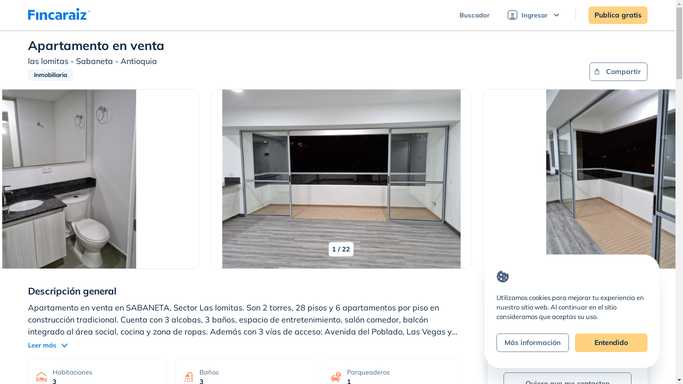 Fincaraiz
Buscador
Ingresar
Publica gratis
Apartamento en venta
las lomitas - Sabaneta - Antioquia
Inmobiliaria
Compartir
1 / 22
Descripción general
Apartamento en venta en SABANETA, Sector Las lomitas. Son 2 torres, 28 pisos y 6 apartamentos por piso en
construcción tradicional. Cuenta con 3 alcobas, 3 baños, espacio de entretenimiento, salón comedor, balcón
integrado al área social, cocina y zona de ropas. Además con 3 vías de acceso: Avenida del Poblado, Las Vegas y...
Leer más
Habitaciones
3
Baños
3
Parqueaderos
1
Utilizamos cookies para mejorar tu experiencia en
nuestro sitio web. Al continuar en el sitio
consideramos que aceptas su uso.
Más información
Entendido
Quiero que me contacten